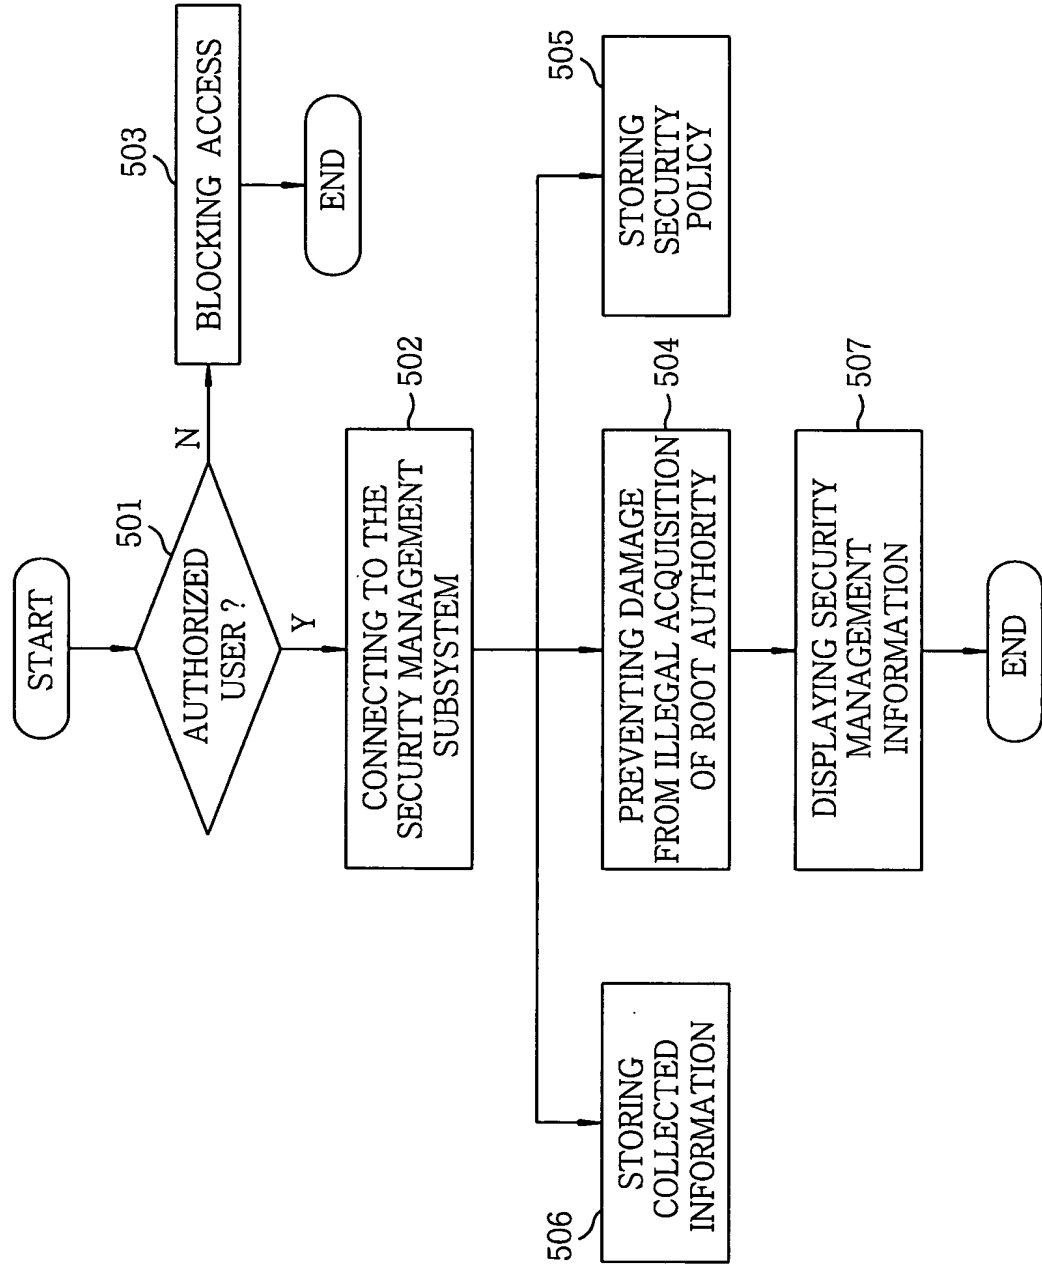 START
501
AUTHORIZED
USER ?
N
503
BLOCKING ACCESS
END
Y
502
CONNECTING TO THE
SECURITY MANAGEMENT
SUBSYSTEM
506
STORING
COLLECTED
INFORMATION
504
PREVENTING DAMAGE
FROM ILLEGAL ACQUISITION
OF ROOT AUTHORITY
505
STORING
SECURITY
POLICY
507
DISPLAYING SECURITY
MANAGEMENT
INFORMATION
END